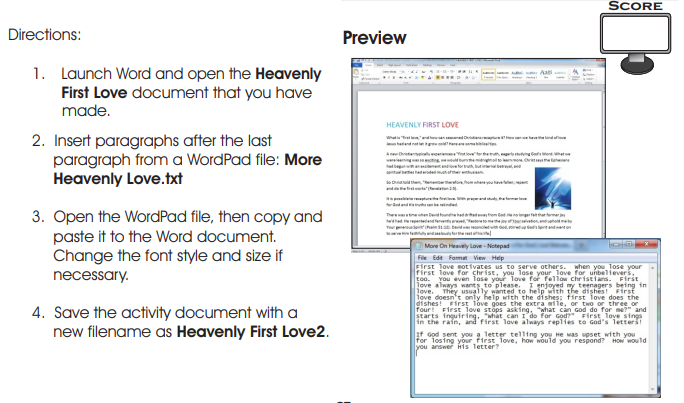 SCORE
Directions:
Preview
1. Launch Word and open the Heavenly
First Love document that you have
made.
2. Insert paragraphs after the last
paragraph from a WordPad file: More
Heavenly Love.txt
3. Open the WordPad file, then copy and
paste it to the Word document.
Change the font style and size if
necessary.
4. Save the activity document with a
new filename as Heavenly First Love2.
HEAVENLY FIRST LOVE
What is "first love," and how can seasoned Christians recapture it? How can we have the kind of love
Jesus had and not let it grow cold? Here are some biblical tips.
A new Christian typically experiences a "first love" for the truth, eagerly studying God's Word. What we
were learning was so exciting, we would burn the midnight oil to learn more. Christ says the Ephesians
had begun with an excitement and love for truth, but internal betrayal, and
spiritual battles had eroded much of their enthusiasm.
So Christ told them, "Remember therefore, from where you have fallen; repent
and do the first works" (Revelation 2:5).
It is possible to recapture the first love. With prayer and study, the former love
for God and his truths can be rekindled.
There was a time when David found he had drifted away from God. He no longer felt that former joy
he'd had. He repented and fervently prayed, "Restore to me the joy of Your salvation, and uphold me by
Your generous Spirit" (Psalm 51:12). David was reconciled with God, stirred up God's Spirit and went on
to serve Him faithfully and zealously for the rest of his life.
More On Heavenly Love - Notepad
File Edit Format View Help
First love motivates us to serve others. When you lose your
first love for Christ, you lose your love for unbelievers,
too. You even lose your love for fellow Christians. First
love always wants to please. I enjoyed my teenagers being in
love. They usually wanted to help with the dishes! First
love doesn't only help with the dishes; first love does the
dishes! First love goes the extra mile, or two or three or
four! First love stops asking, "what can God do for me?" and
starts inquiring, "what can I do for God?" First love sings
in the rain, and first love always replies to God's letters!
If God sent you a letter telling you He was upset with you
for losing your first love, how would you respond? How would
you answer His letter?